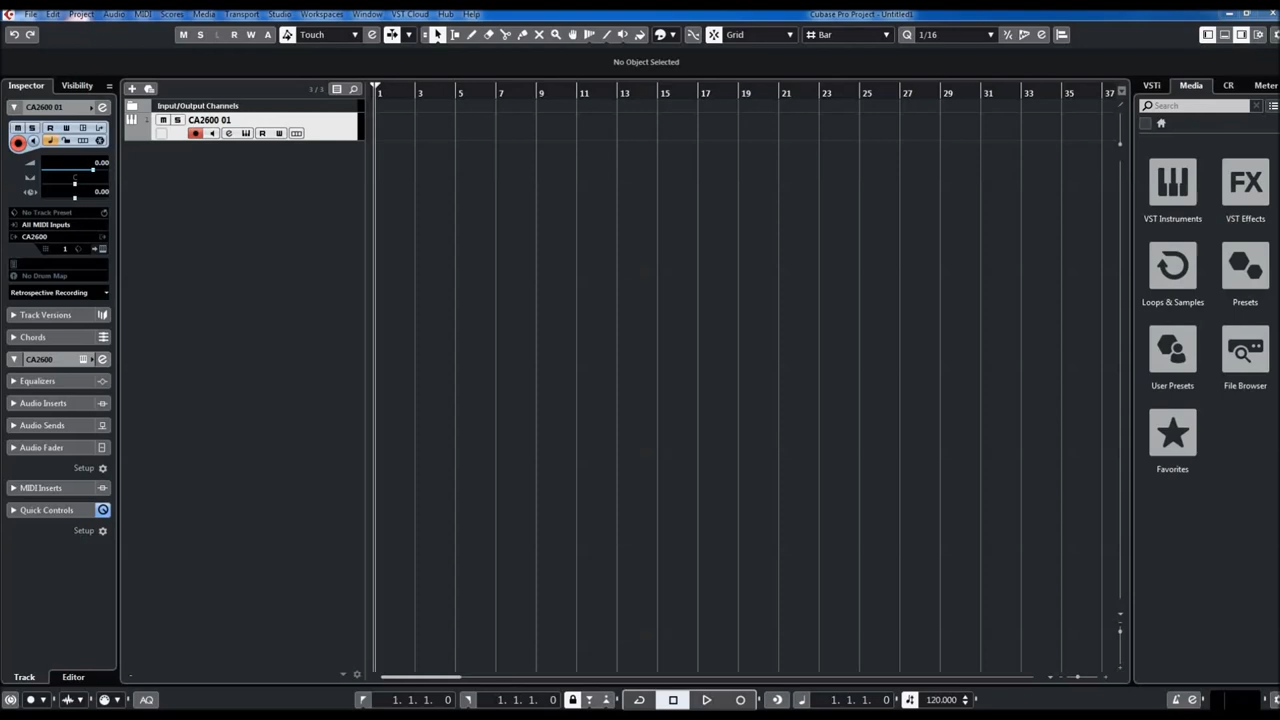 File Edit Project Audio MIDI Scores Media Transport Studio Workspaces Window VST Cloud Hub Help
Cubase Pro Project - Untitled1
M S L R W A Touch Grid Bar Q 1/16
No Object Selected
Inspector Visibility
3 / 3
1 3 5 7 9 11 13 15 17 19 21 23 25 27 29 31 33 35 37
VSTi Media CR Meter
CA2600 01
Input/Output Channels
Search
1 M S CA2600 01
R W
M S R W
0.00
C
0.00
No Track Preset
All MIDI Inputs
CA2600
1
No Drum Map
Retrospective Recording
Track Versions
Chords
CA2600
Equalizers
Audio Inserts
Audio Sends
Audio Fader
Setup
MIDI Inserts
Quick Controls
Setup
VST Instruments
FX
VST Effects
Loops & Samples
Presets
User Presets
File Browser
Favorites
Track Editor
AQ
1. 1. 1. 0
1. 1. 1. 0
1. 1. 1. 0
120.000